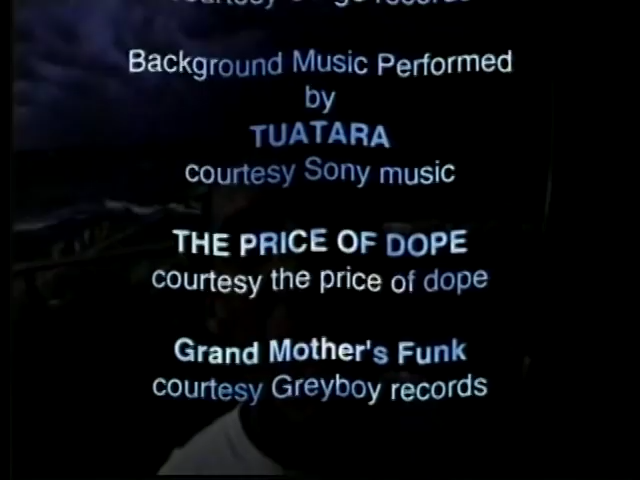 courtesy
Background Music Performed
by
TUATARA
courtesy Sony music
THE PRICE OF DOPE
courtesy the price of dope
Grand Mother's Funk
courtesy Greyboy records